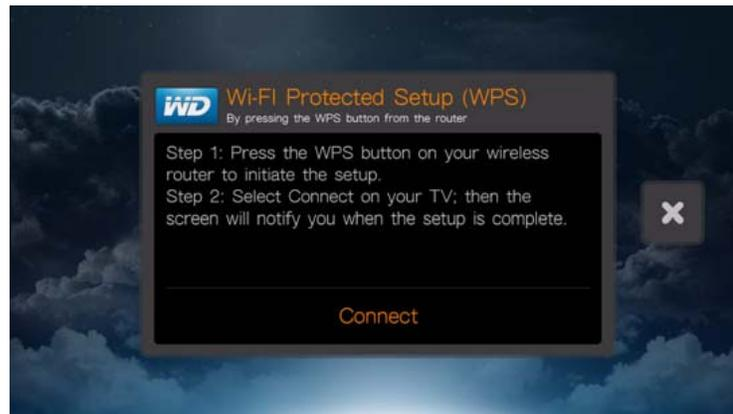 WD
Wi-FI Protected Setup (WPS)
By pressing the WPS button from the router
Step 1: Press the WPS button on your wireless
router to initiate the setup.
Step 2: Select Connect on your TV; then the
screen will notify you when the setup is complete.
Connect